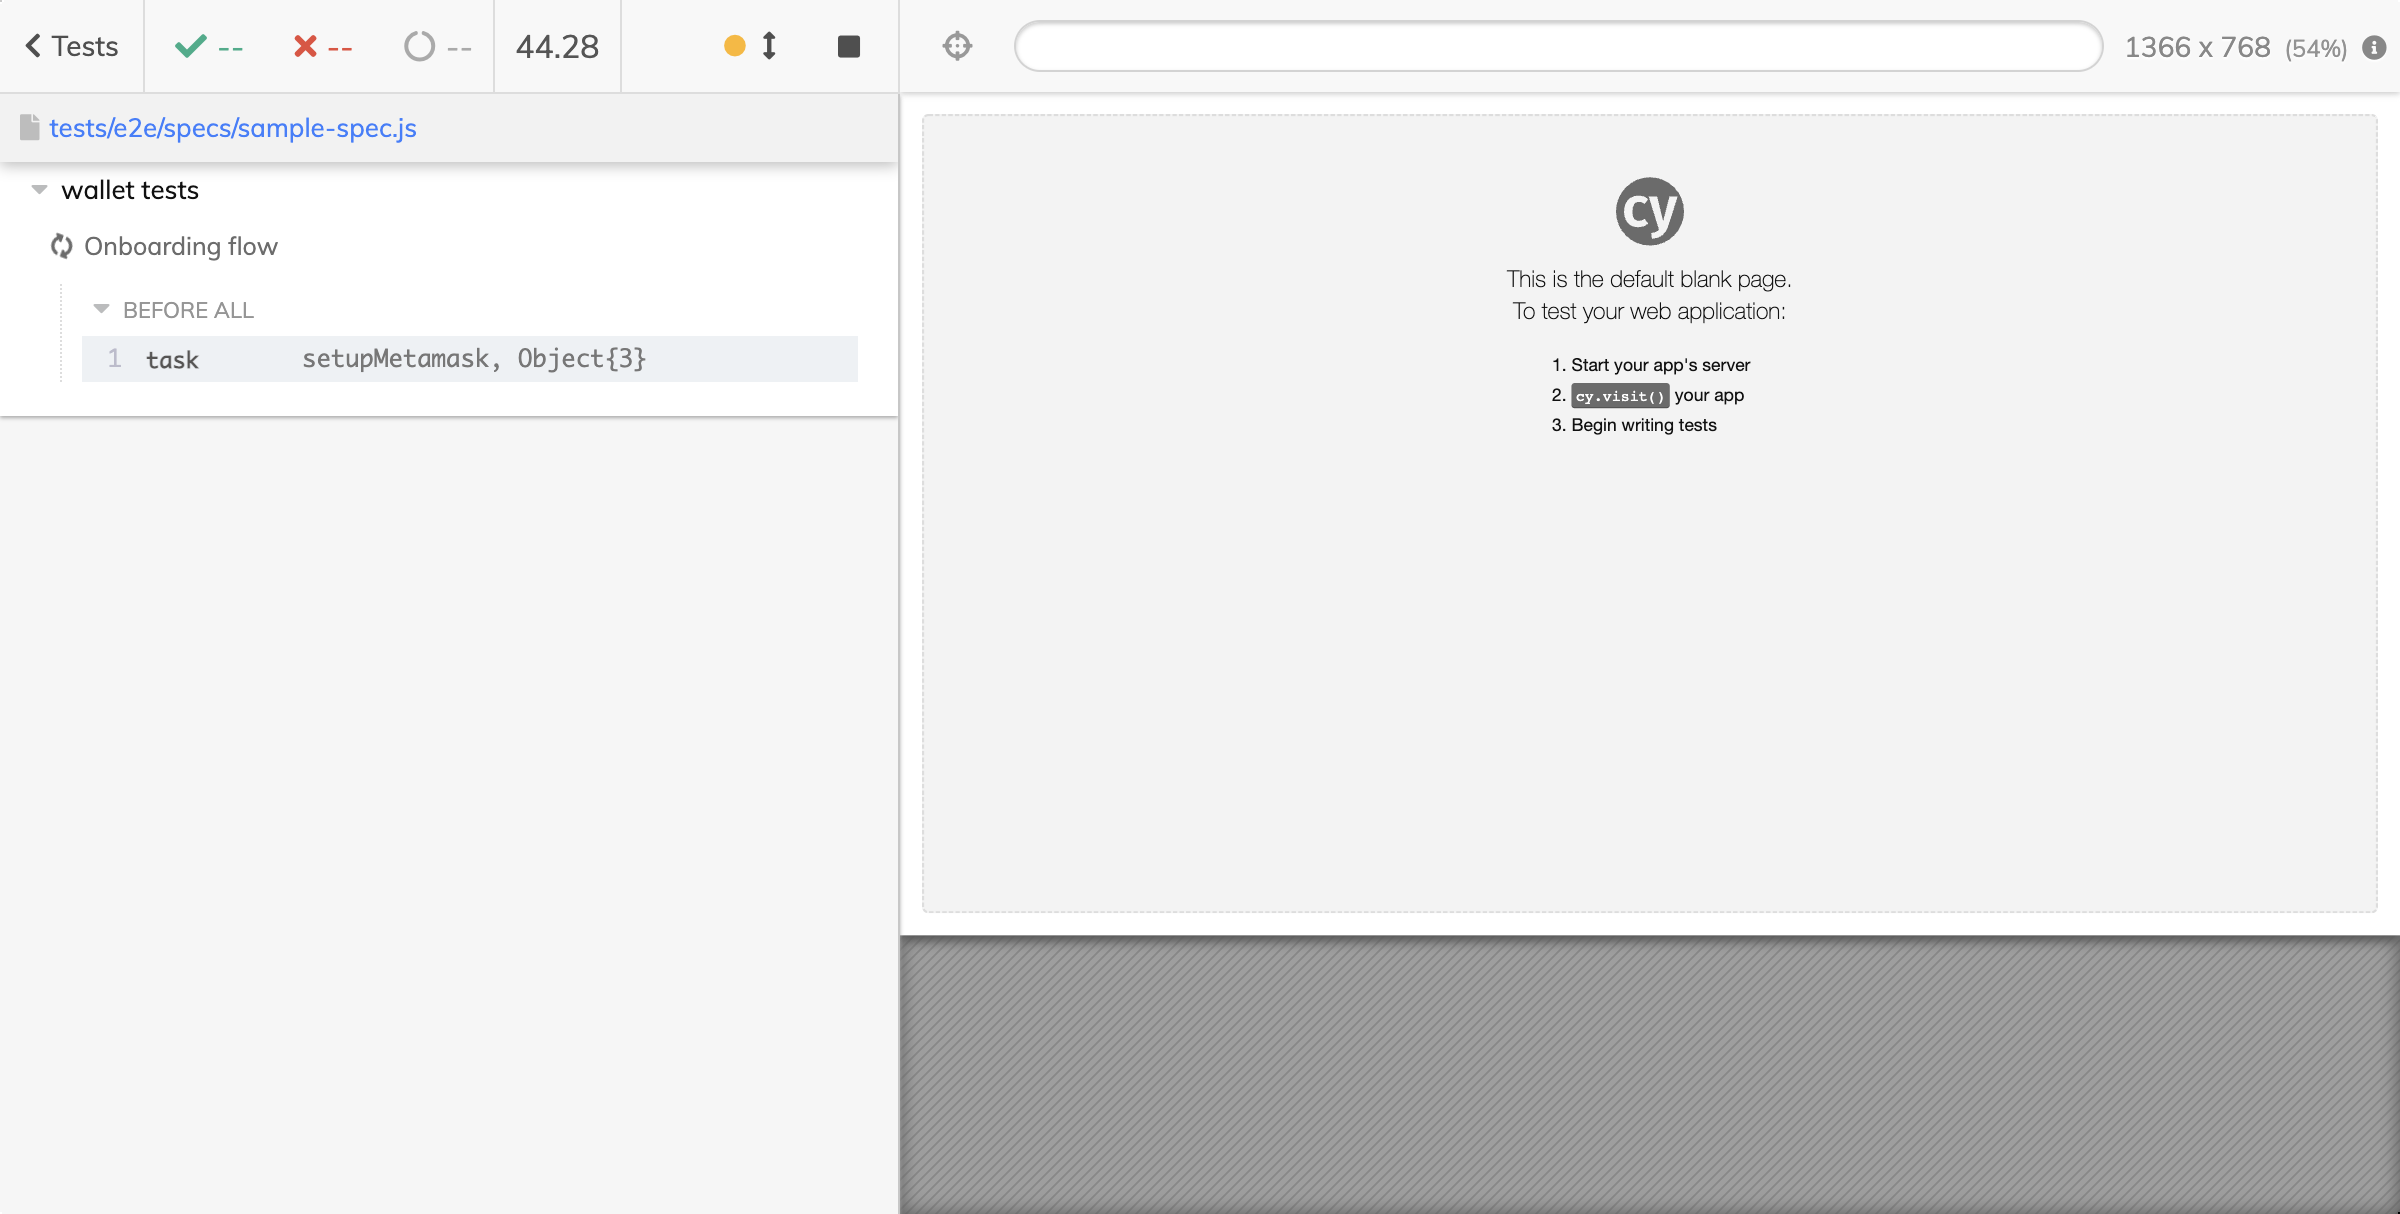 Tests -- -- -- 44.28
1366 x 768 (54%)
tests/e2e/specs/sample-spec.js
wallet tests
Onboarding flow
BEFORE ALL
1 task setupMetamask, Object{3}
cy
This is the default blank page.
To test your web application:
1. Start your app's server
2. cy.visit() your app
3. Begin writing tests